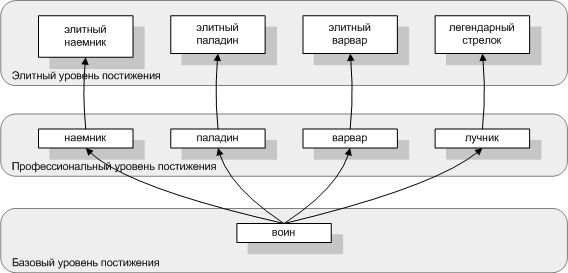 элитный
наемник
элитный
паладин
элитный
варвар
легендарный
стрелок
Элитный уровень постижения
наемник
паладин
варвар
лучник
Профессиональный уровень постижения
воин
Базовый уровень постижения